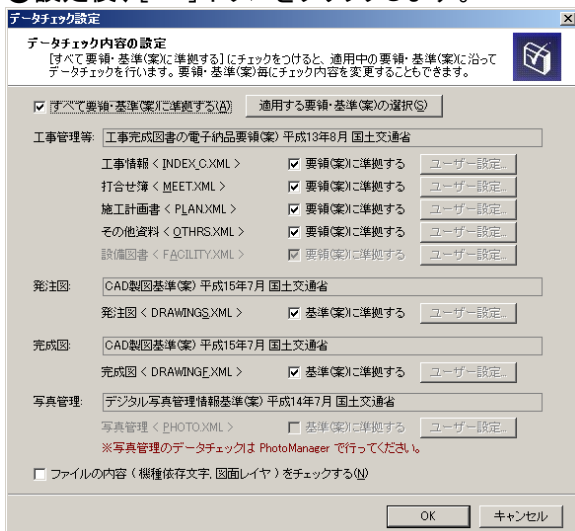 データチェック設定
データチェック内容の設定
[すべて要領・基準(案)に準拠する]にチェックをつけると、適用中の要領・基準(案)に沿って
データチェックを行います。要領・基準(案)毎にチェック内容を変更することもできます。
すべて要領・基準(案)に準拠する(A) 適用する要領・基準(案)の選択(S)
工事管理等: 工事完成図書の電子納品要領(案) 平成13年8月 国土交通省
工事情報 < INDEX_C.XML > 要領(案)に準拠する ユーザー設定...
打合せ簿 < MEET.XML > 要領(案)に準拠する ユーザー設定...
施工計画書 < PLAN.XML > 要領(案)に準拠する ユーザー設定...
その他資料 < OTHRS.XML > 要領(案)に準拠する ユーザー設定...
設備図書 < FACILITY.XML > 要領(案)に準拠する ユーザー設定...
発注図: CAD製図基準(案) 平成15年7月 国土交通省
発注図 < DRAWINGS.XML > 基準(案)に準拠する ユーザー設定...
完成図: CAD製図基準(案) 平成15年7月 国土交通省
完成図 < DRAWINGF.XML > 基準(案)に準拠する ユーザー設定...
写真管理: デジタル写真管理情報基準(案) 平成14年7月 国土交通省
写真管理 < PHOTO.XML > 基準(案)に準拠する ユーザー設定...
※写真管理のデータチェックは PhotoManager で行ってください。
ファイルの内容(機種依存文字、図面レイヤ)をチェックする(N)
OK キャンセル